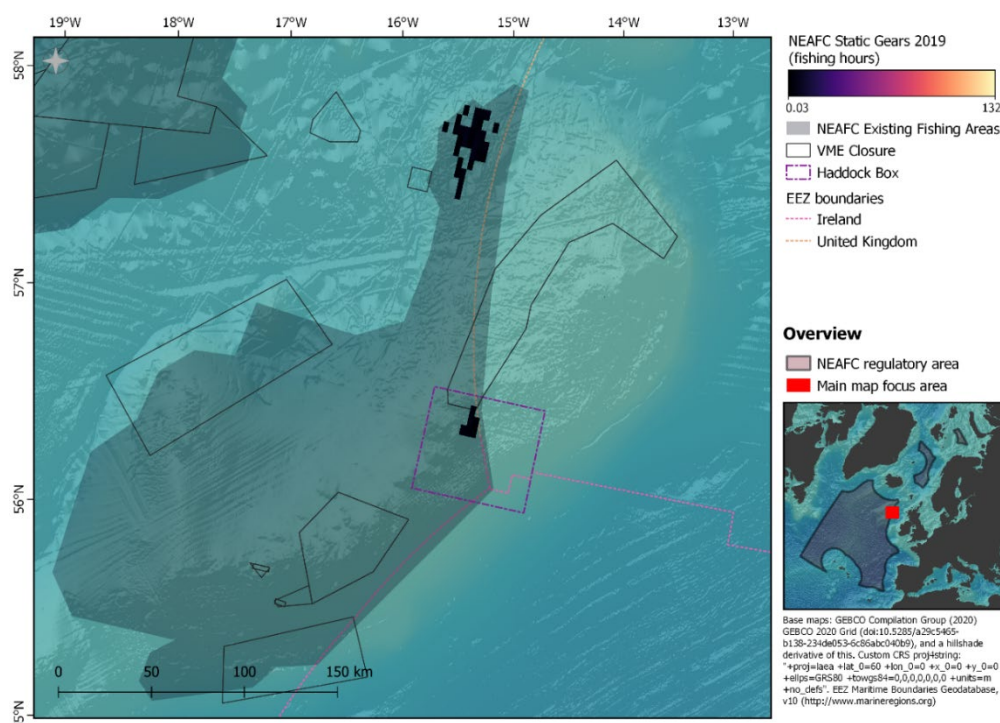 19°W 18°W 17°W 16°W 15°W 14°W 13°W
58°N
57°N
56°N
5°N
0 50 100 150 km
NEAFC Static Gears 2019
(fishing hours)
0.03 132
NEAFC Existing Fishing Areas
VME Closure
Haddock Box
EEZ boundaries
Ireland
United Kingdom
Overview
NEAFC regulatory area
Main map focus area
Base maps: GEBCO Compilation Group (2020)
GEBCO 2020 Grid (doi:10.5285/a29c5465-
b138-234de053-6c86abc040b9), and a hillshade
derivative of this. Custom CRS proj4string:
"+proj=laea +lat_0=60 +lon_0=0 +x_0=0 +y_0=0
+ellps=GRS80 +towgs84=0,0,0,0,0,0,0 +units=m
+no_defs". EEZ Maritime Boundaries Geodatabase,
v10 (http://www.marineregions.org)